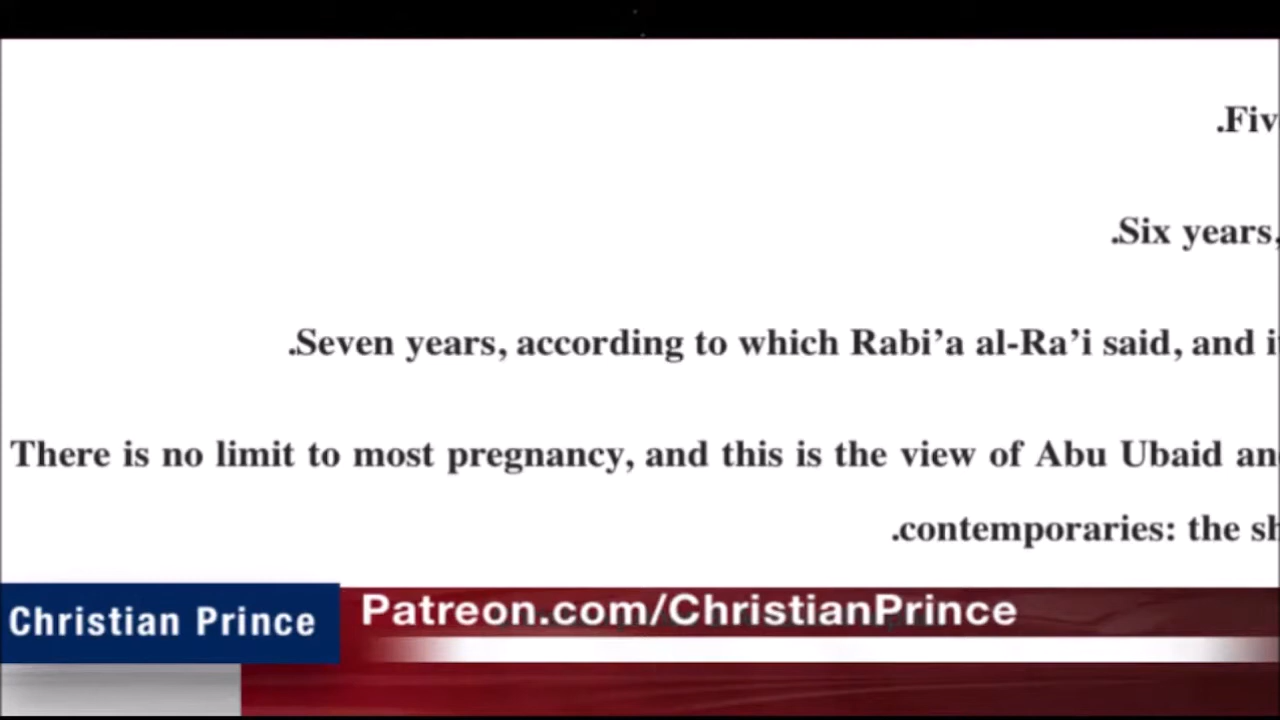 .Fiv
.Six years,
.Seven years, according to which Rabi’a al-Ra’i said, and i
There is no limit to most pregnancy, and this is the view of Abu Ubaid an
.contemporaries: the sh
Christian Prince
Patreon.com/ChristianPrince